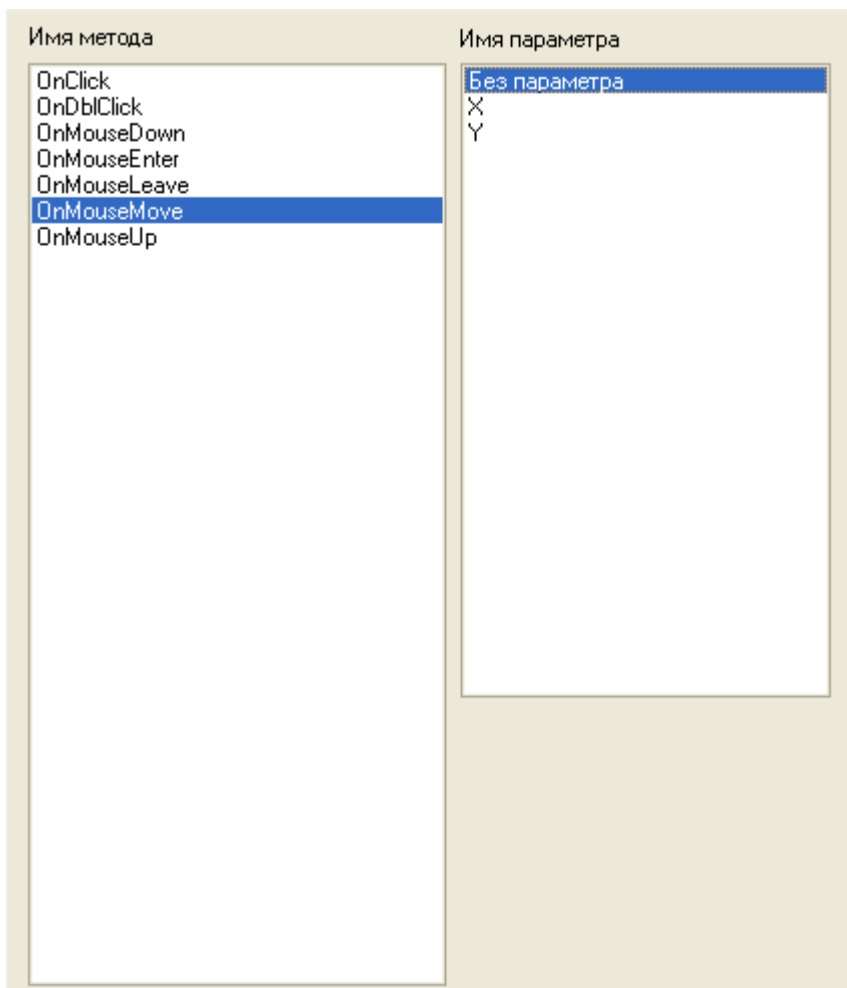 Имя метода
OnClick
OnDblClick
OnMouseDown
OnMouseEnter
OnMouseLeave
OnMouseMove
OnMouseUp
Имя параметра
Без параметра
X
Y